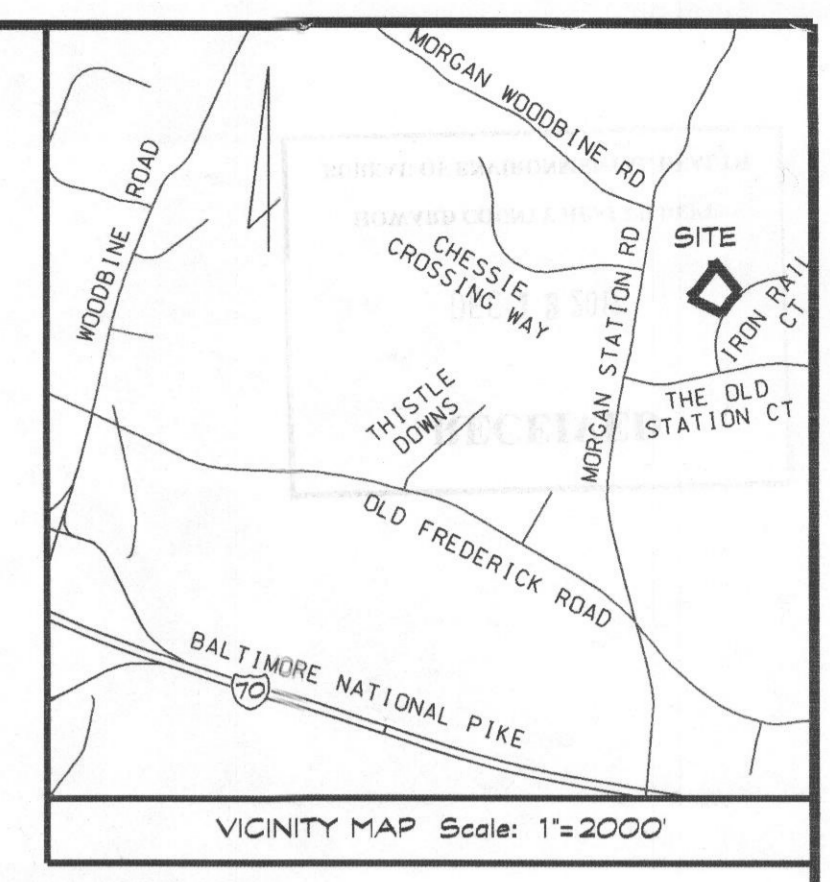 MORGAN WOODBINE RD
WOODBINE ROAD
SITE
CHESSIE
CROSSING WAY
MORGAN STATION RD
IRON RAIL
CT
THE OLD
STATION CT
THISTLE
DOWNS
RECEIVED
OLD FREDERICK ROAD
BALTIMORE NATIONAL PIKE
70
VICINITY MAP Scale: 1"=2000'